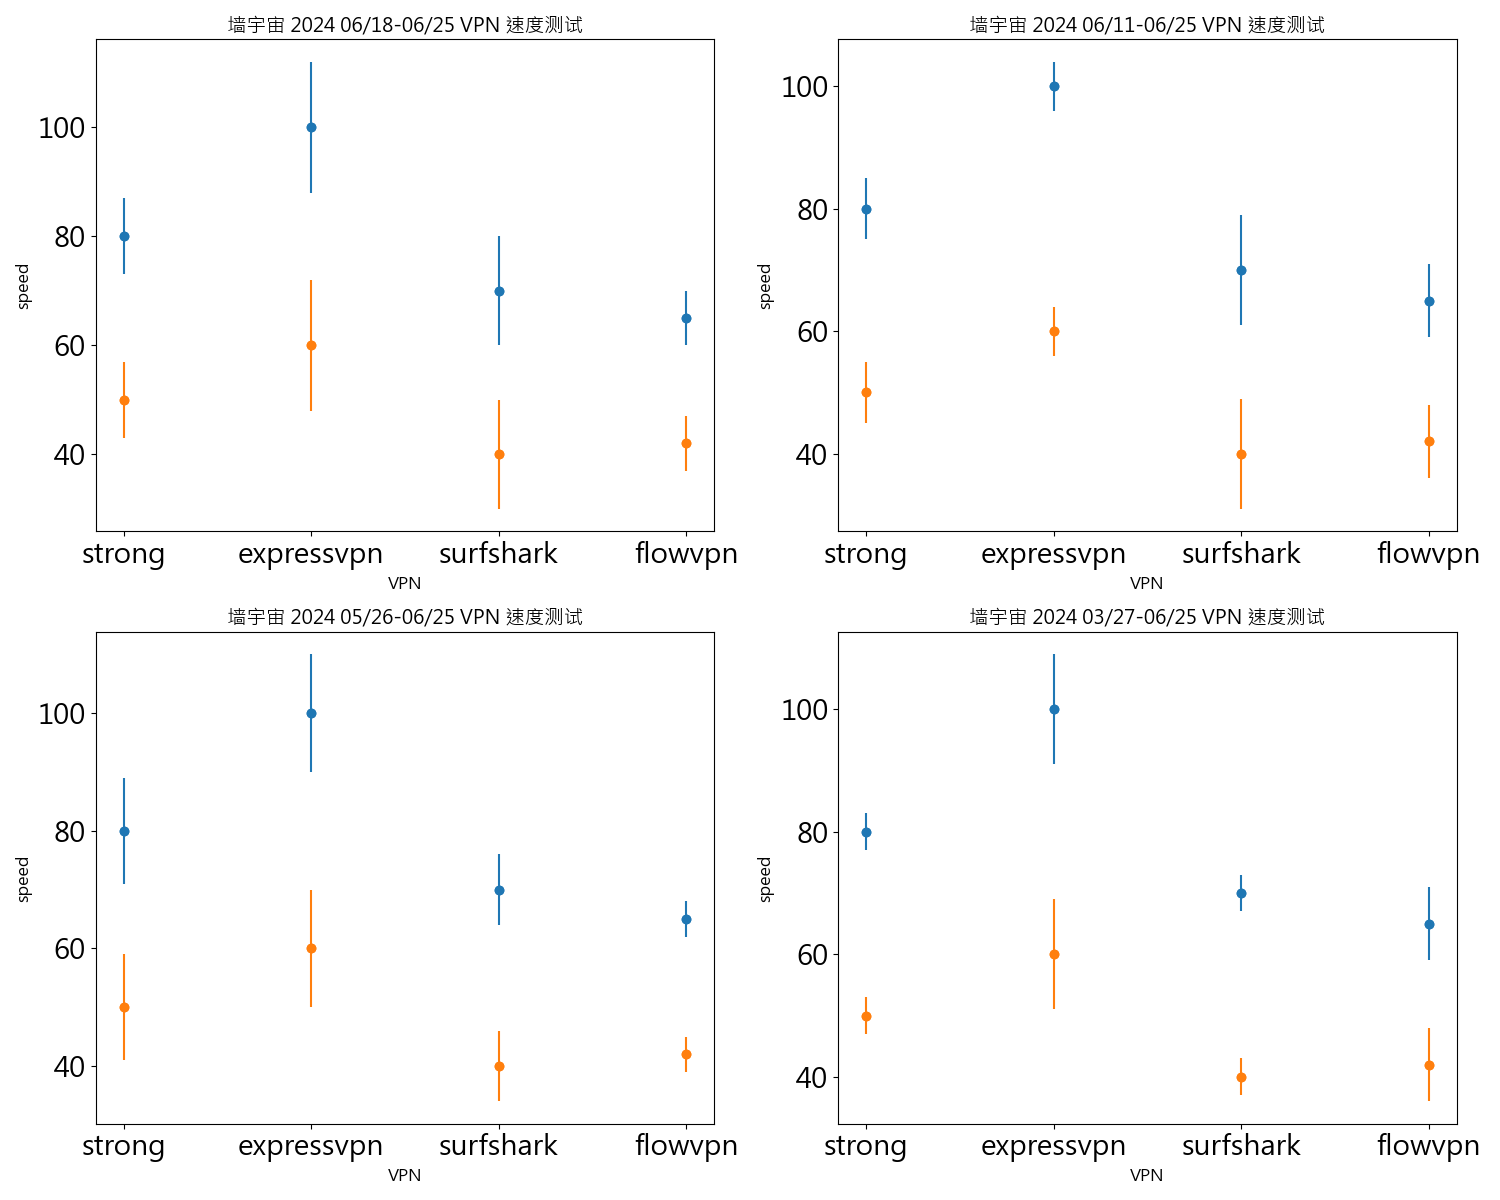 墙宇宙 2024 06/18-06/25 VPN 速度测试
100
80
60
40
speed
strong expressvpn surfshark flowvpn
VPN
墙宇宙 2024 06/11-06/25 VPN 速度测试
100
80
60
40
speed
strong expressvpn surfshark flowvpn
VPN
墙宇宙 2024 05/26-06/25 VPN 速度测试
100
80
60
40
speed
strong expressvpn surfshark flowvpn
VPN
墙宇宙 2024 03/27-06/25 VPN 速度测试
100
80
60
40
speed
strong expressvpn surfshark flowvpn
VPN